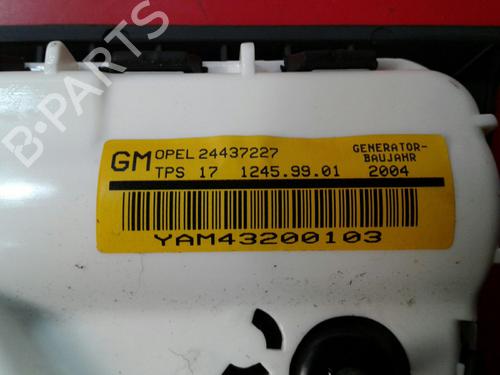 B-PARTS
GM OPEL 24437227 GENERATOR-
BAUJAHR
TPS 17 1245.99.01 2004
YAM43200103